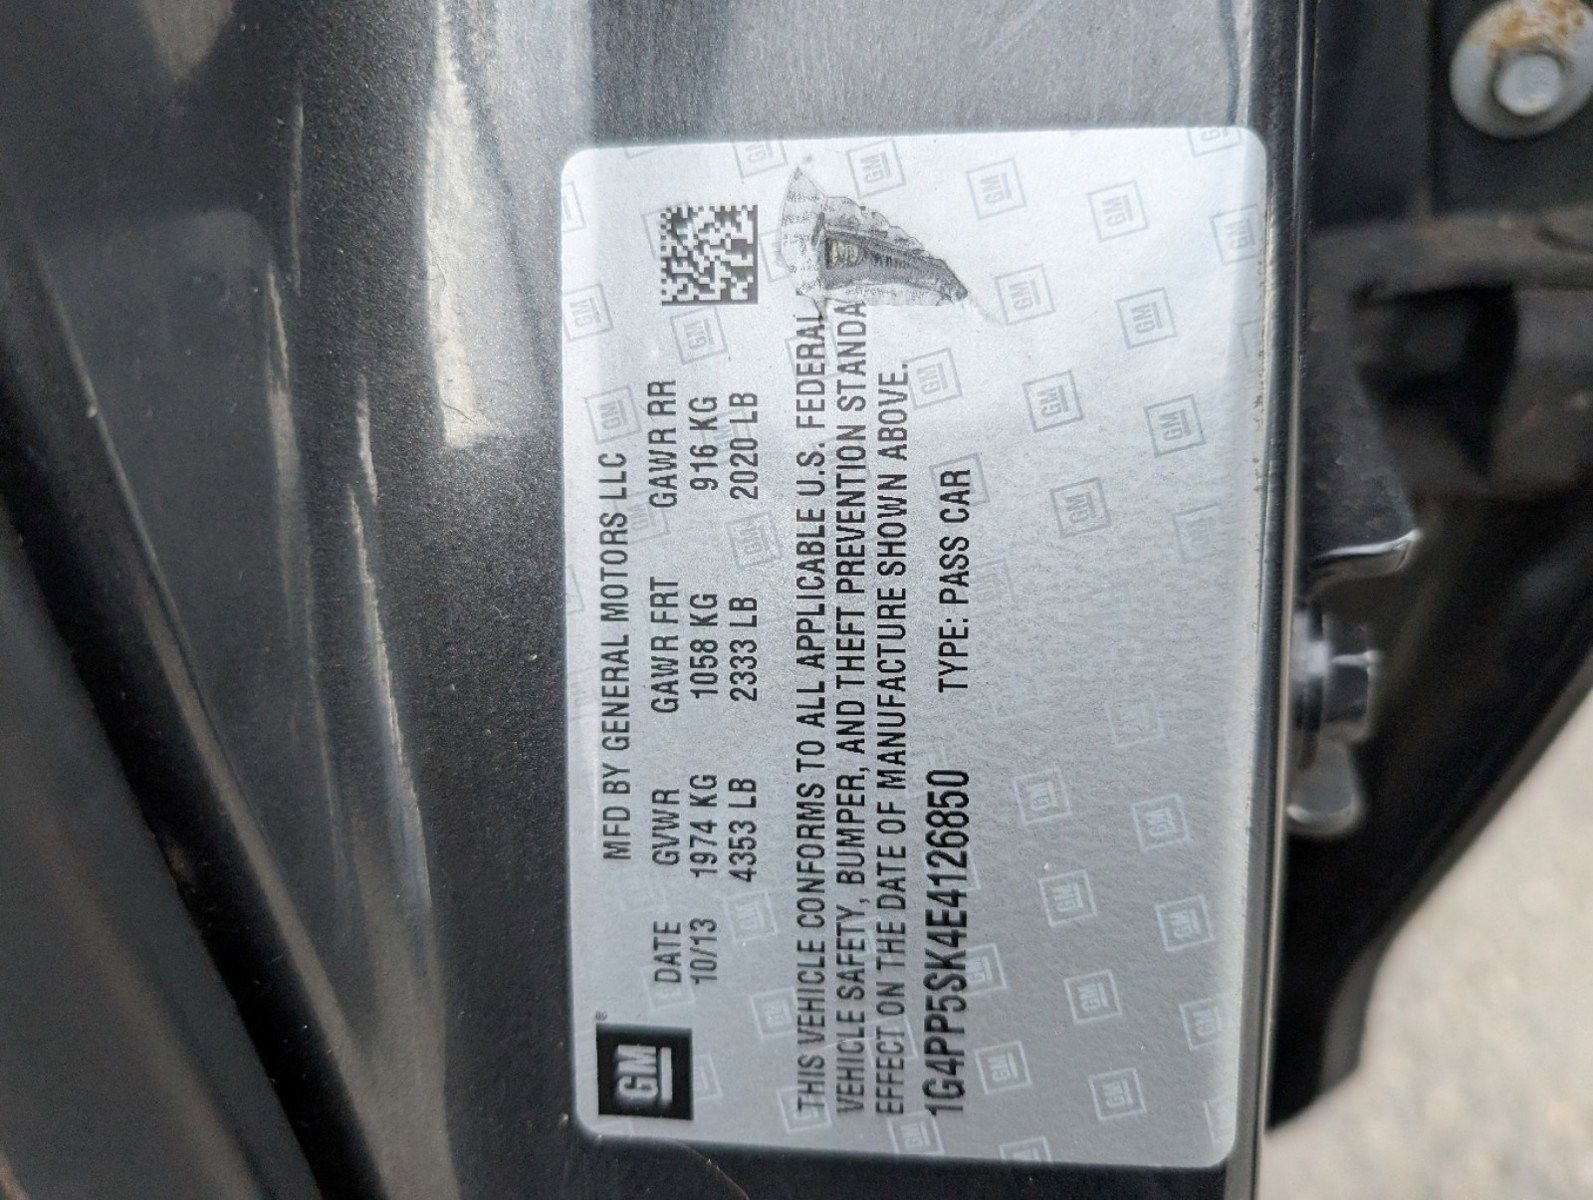 GM®
MFD BY GENERAL MOTORS LLC
DATE GVWR GAWR FRT GAWR RR
10/13 1974 KG 1058 KG 916 KG
4353 LB 2333 LB 2020 LB
THIS VEHICLE CONFORMS TO ALL APPLICABLE U.S. FEDERAL
VEHICLE SAFETY, BUMPER, AND THEFT PREVENTION STANDA
EFFECT ON THE DATE OF MANUFACTURE SHOWN ABOVE.
1G4PP5SK4E4126850 TYPE: PASS CAR